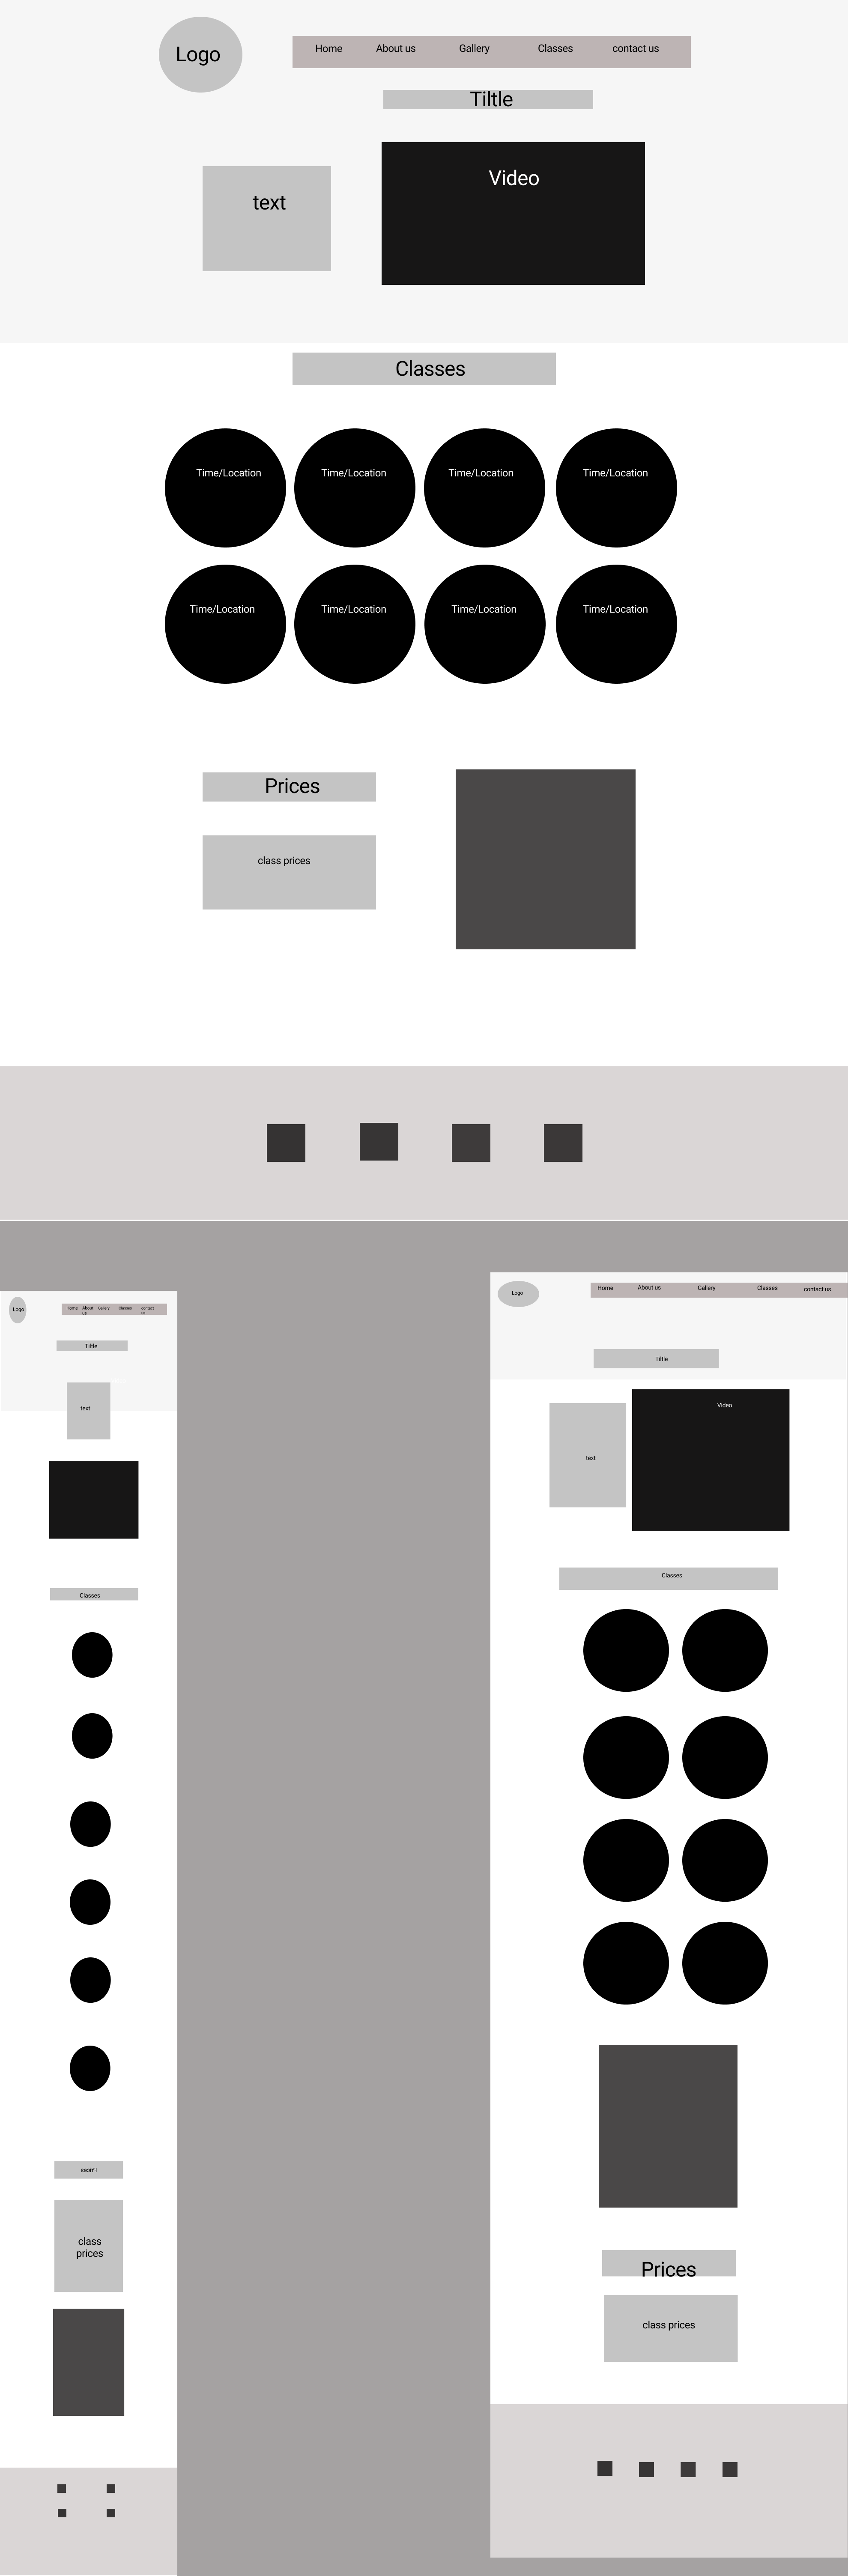 Logo
Home About us Gallery Classes contact us
Tiltle
Video
text
Classes
Time/Location Time/Location Time/Location Time/Location
Time/Location Time/Location Time/Location Time/Location
Prices
class prices
Logo
Home About Gallery Classes contact
us us
Tiltle
text
Classes
Prices
class
prices
Logo
Home About us Gallery Classes contact us
Tiltle
Video
text
Classes
Prices
class prices